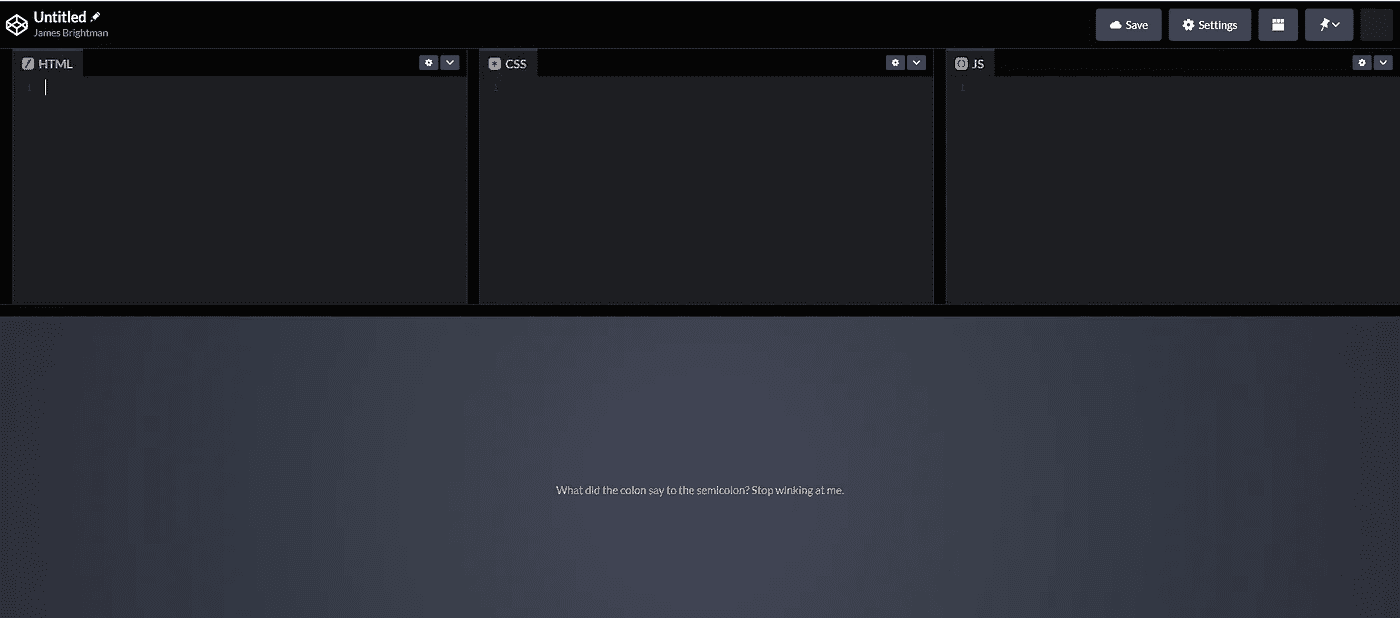 Untitled
James Brightman
Save
Settings
HTML
CSS
JS
1
1
1
What did the colon say to the semicolon? Stop winking at me.